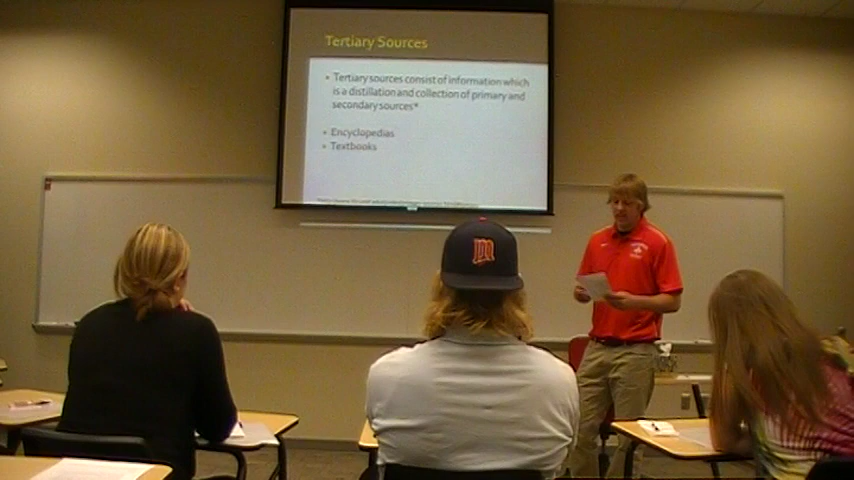 Tertiary Sources
• Tertiary sources consist of information which
is a distillation and collection of primary and
secondary sources*
• Encyclopedias
• Textbooks
m